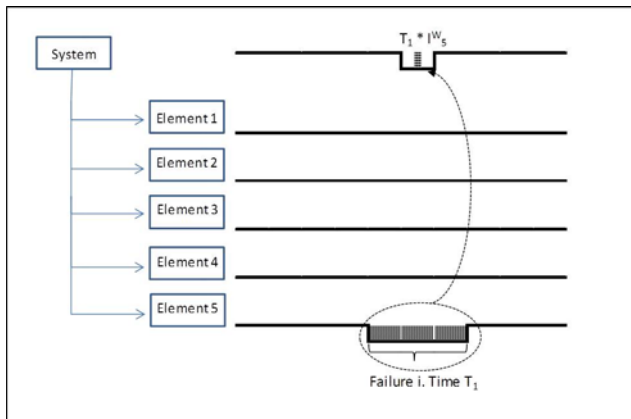 System
T₁ * Iᵂ₅
Element 1
Element 2
Element 3
Element 4
Element 5
Failure i. Time T₁